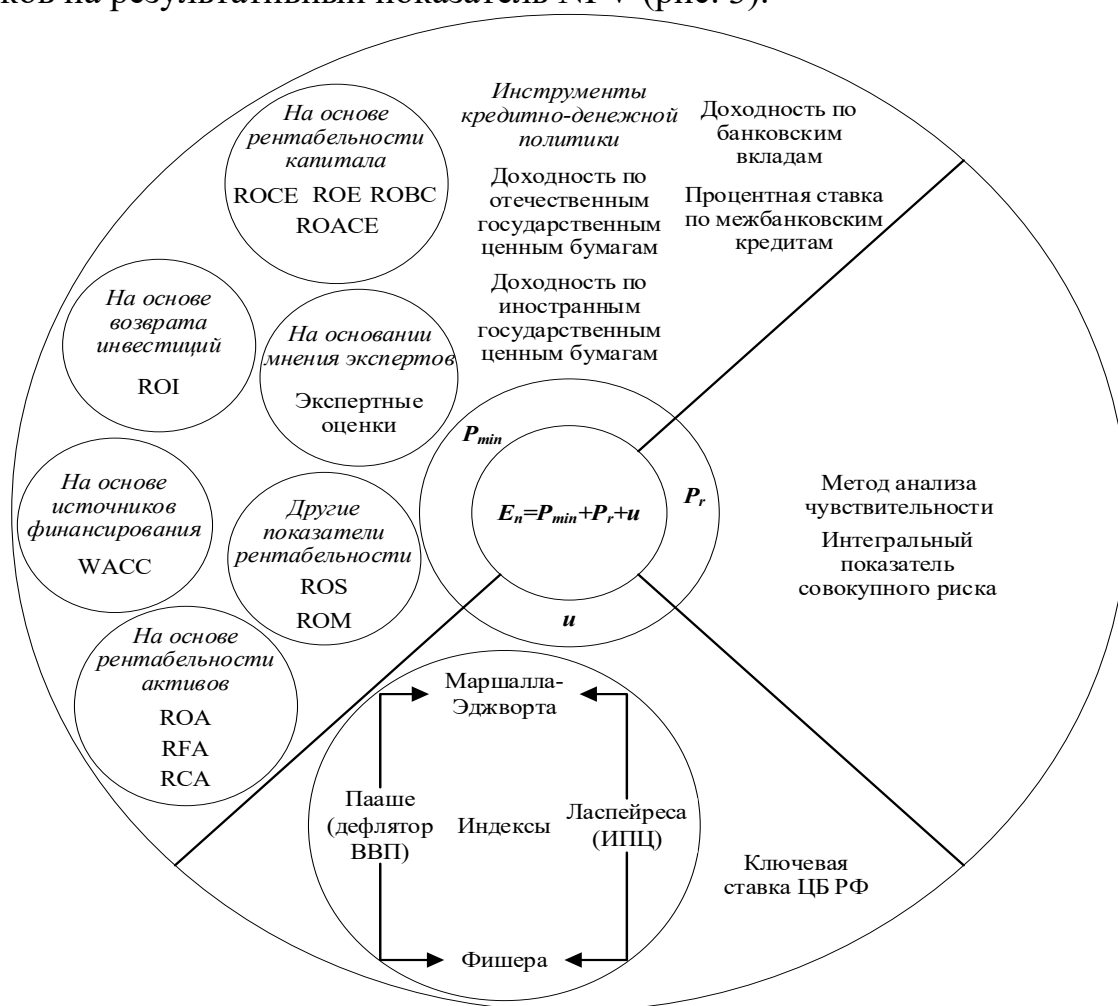 ков на результативный показатель NPV (рис. 3).
На основе
рентабельности
капитала
ROCE ROE ROBC
ROACE
Инструменты
кредитно-денежной
политики
Доходность по
отечественным
государственным
ценным бумагам
Доходность по
иностранным
государственным
ценным бумагам
Доходность по
банковским
вкладам
Процентная ставка
по межбанковским
кредитам
На основе
возврата
инвестиций
ROI
На основании
мнения экспертов
Экспертные
оценки
На основе
источников
финансирования
WACC
Другие
показатели
рентабельности
ROS
ROM
На основе
рентабельности
активов
ROA
RFA
RCA
Pmin
En=Pmin+Pr+u
Pr
u
Метод анализа
чувствительности
Интегральный
показатель
совокупного риска
Маршалла-
Эджворта
Пааше
(дефлятор
ВВП)
Индексы
Ласпейреса
(ИПЦ)
Фишера
Ключевая
ставка ЦБ РФ